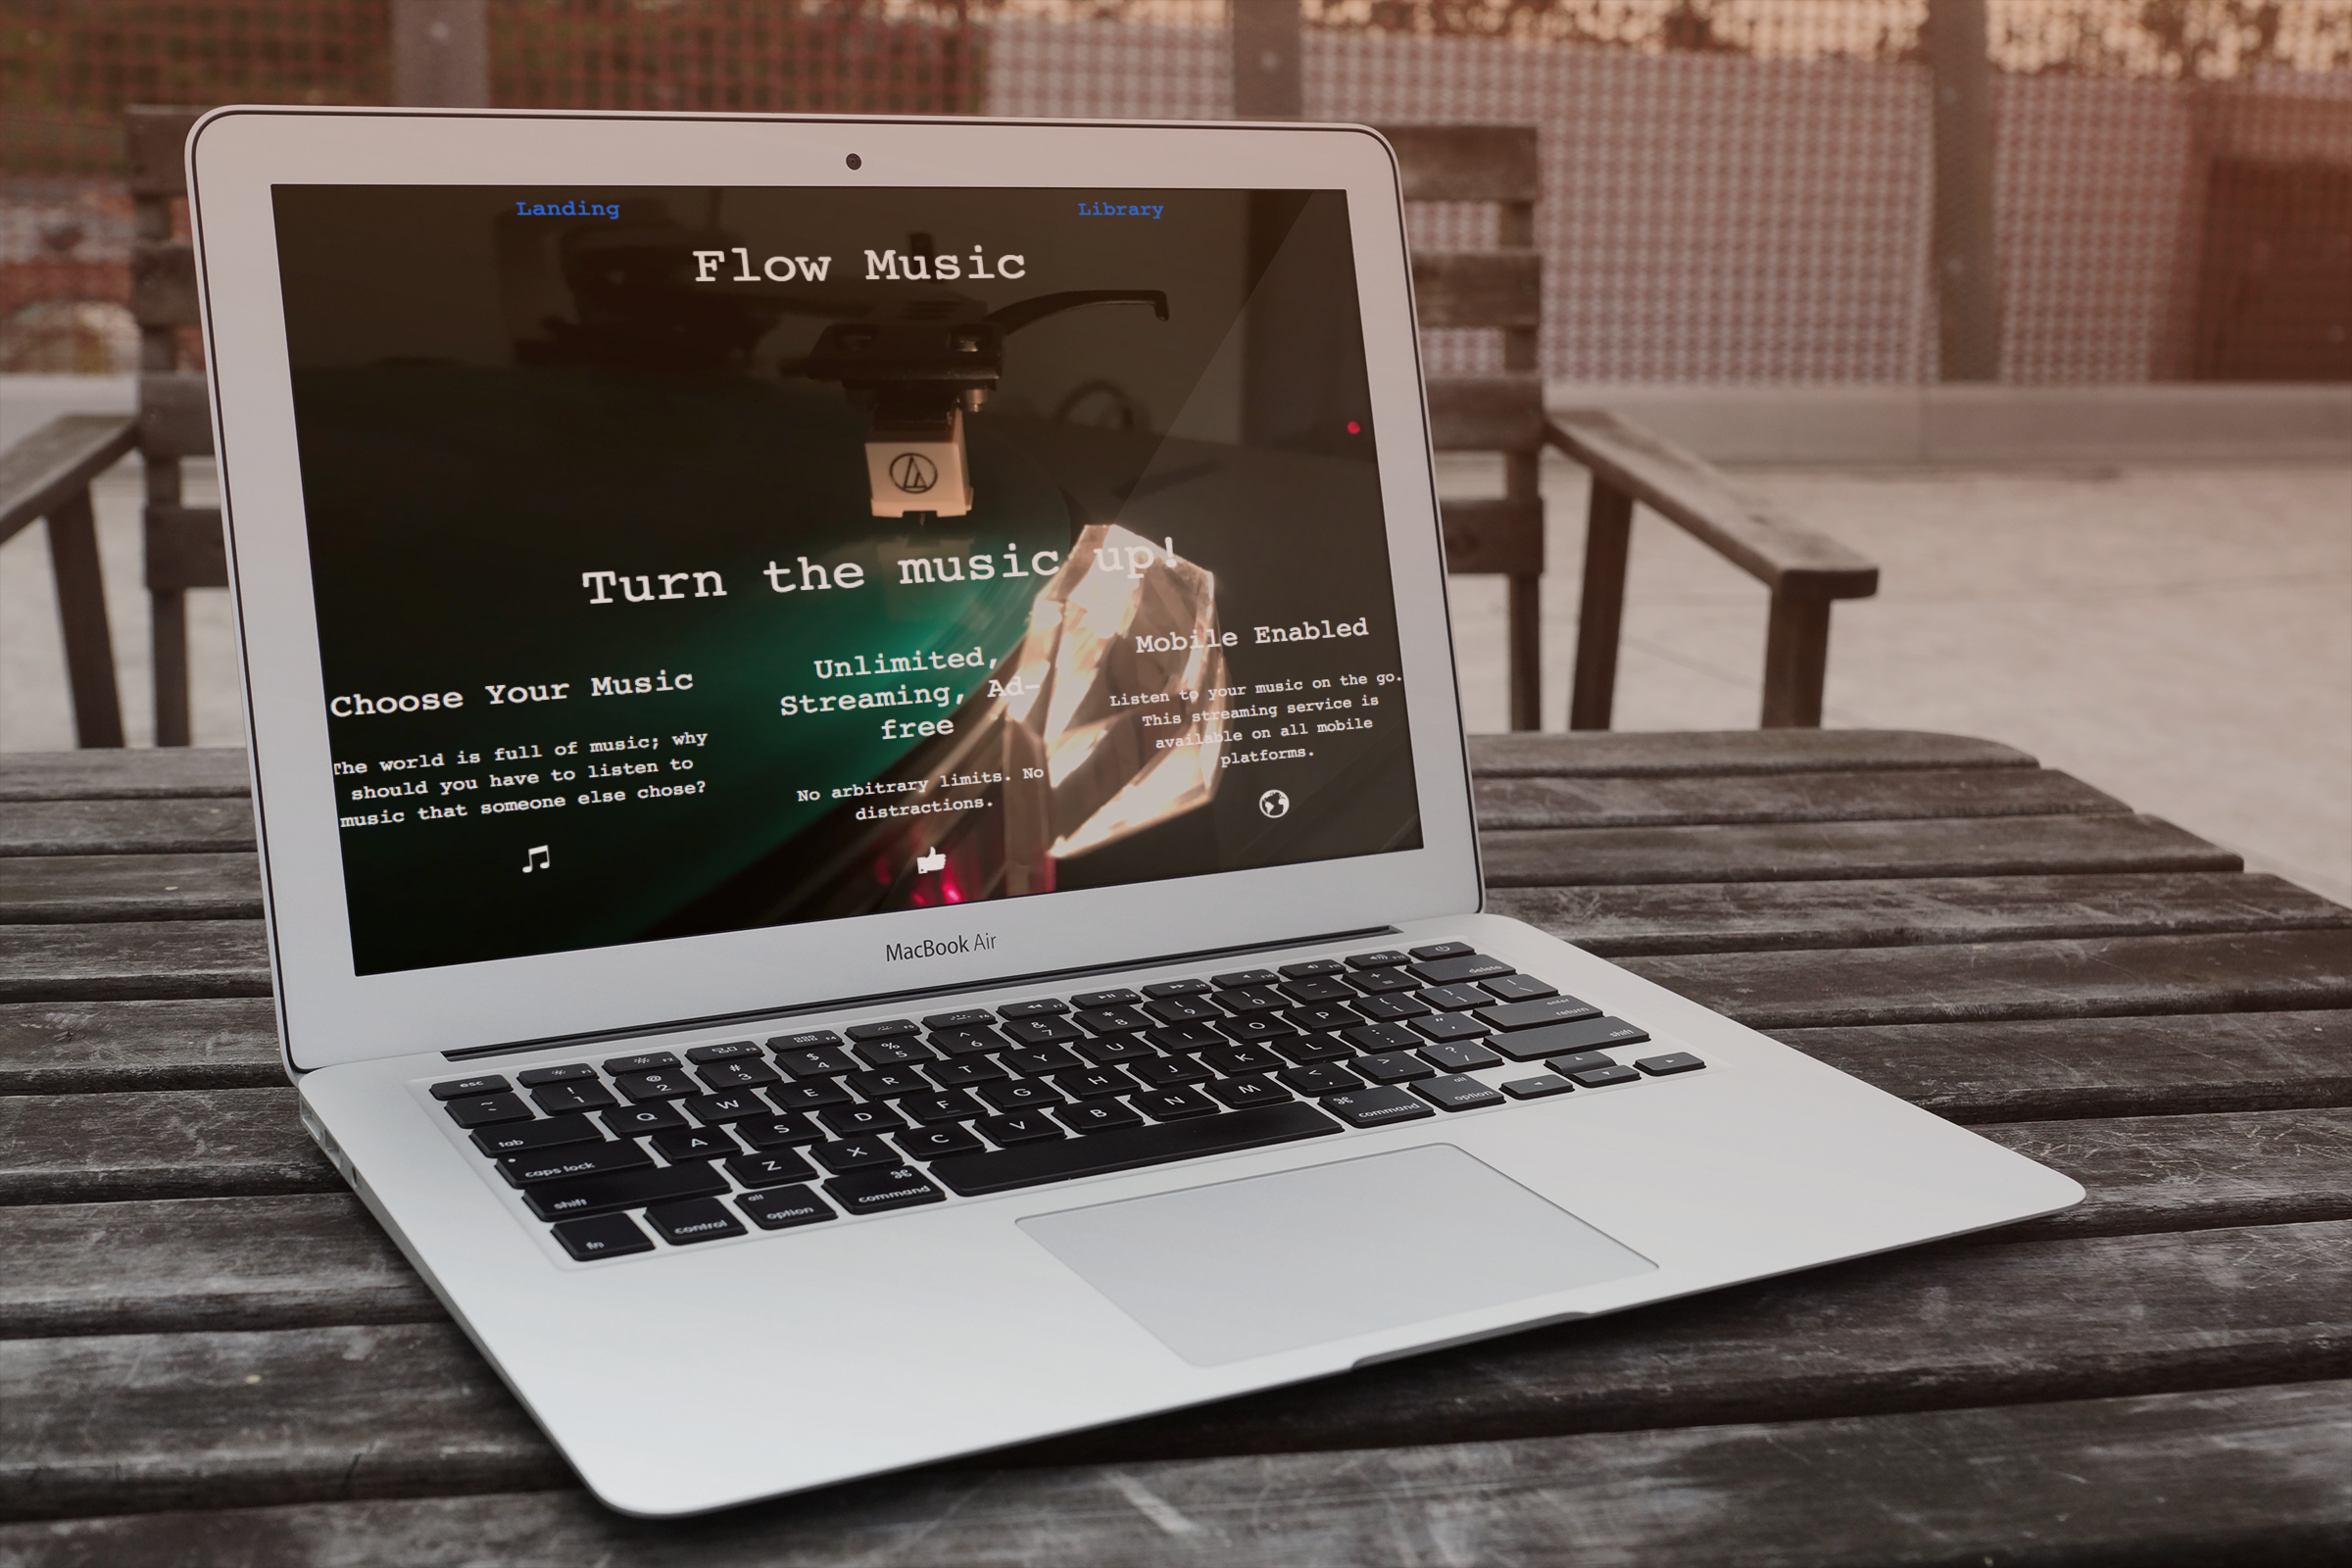 Landing
Library
Flow Music
Turn the music up!
Choose Your Music
The world is full of music; why
should you have to listen to
music that someone else chose?
Unlimited,
Streaming, Ad-
free
No arbitrary limits. No
distractions.
Mobile Enabled
Listen to your music on the go.
This streaming service is
available on all mobile
platforms.
MacBook Air
esc
delete
tab
Q W E R T Y U I O P
caps lock
A S D F G H J K L
enter
return
shift
Z X C V B N M
shift
fn
control
alt
option
command
command
alt
option